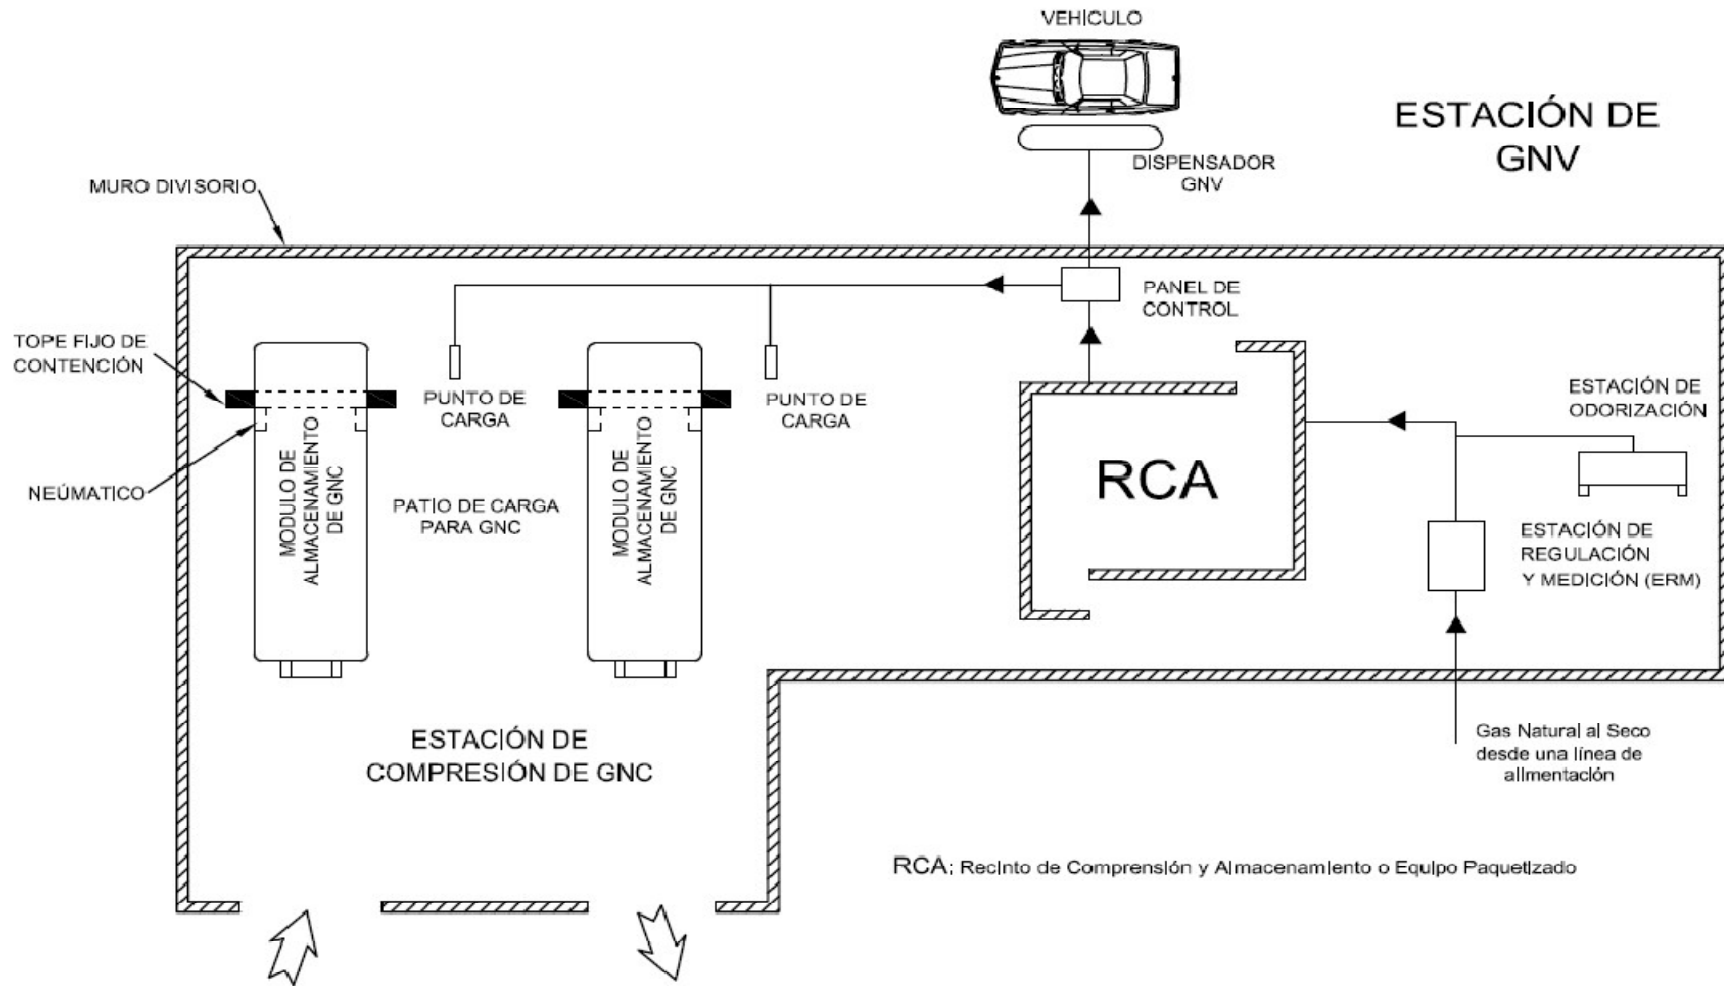 VEHÍCULO
ESTACIÓN DE
GNV
DISPENSADOR
GNV
MURO DIVISORIO
PANEL DE
CONTROL
TOPE FIJO DE
CONTENCIÓN
PUNTO DE
CARGA
PUNTO DE
CARGA
ESTACIÓN DE
ODORIZACIÓN
NEÚMATICO
MODULO DE
ALMACENAMIENTO
DE GNC
PATIO DE CARGA
PARA GNC
MODULO DE
ALMACENAMIENTO
DE GNC
RCA
ESTACIÓN DE
REGULACIÓN
Y MEDICIÓN (ERM)
ESTACIÓN DE
COMPRESIÓN DE GNC
Gas Natural al Seco
desde una línea de
alimentación
RCA: Recinto de Comprensión y Almacenamiento o Equipo Paquetizado